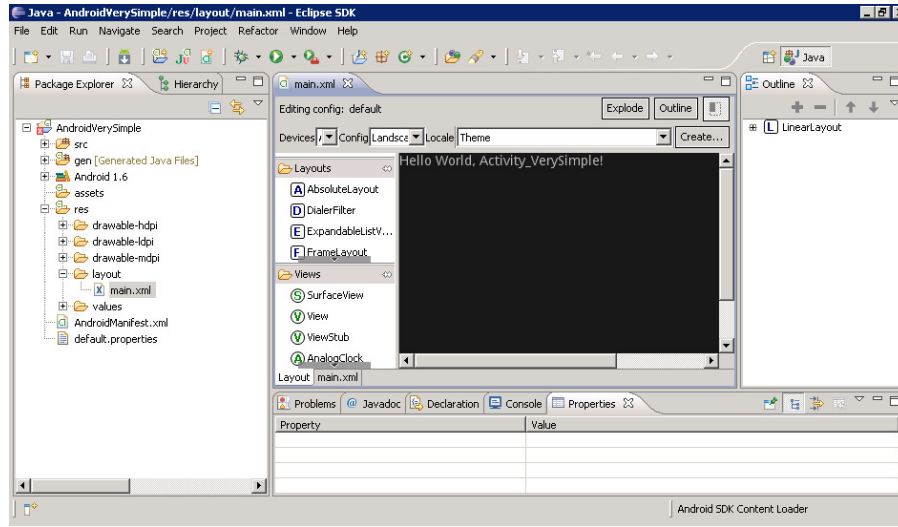 Java - AndroidVerySimple/res/layout/main.xml - Eclipse SDK
File Edit Run Navigate Search Project Refactor Window Help
Java
Package Explorer Hierarchy
AndroidVerySimple
src
gen [Generated Java Files]
Android 1.6
assets
res
drawable-hdpi
drawable-ldpi
drawable-mdpi
layout
main.xml
values
AndroidManifest.xml
default.properties
main.xml
Editing config: default Explode Outline
Devices Config Landsca Locale Theme Create...
Layouts
A AbsoluteLayout
D DialerFilter
E ExpandableListV...
F FrameLayout
Views
S SurfaceView
V View
V ViewStub
A AnalogClock
Hello World, Activity_VerySimple!
Layout main.xml
Outline
L LinearLayout
Problems @ Javadoc Declaration Console Properties
Property Value
Android SDK Content Loader